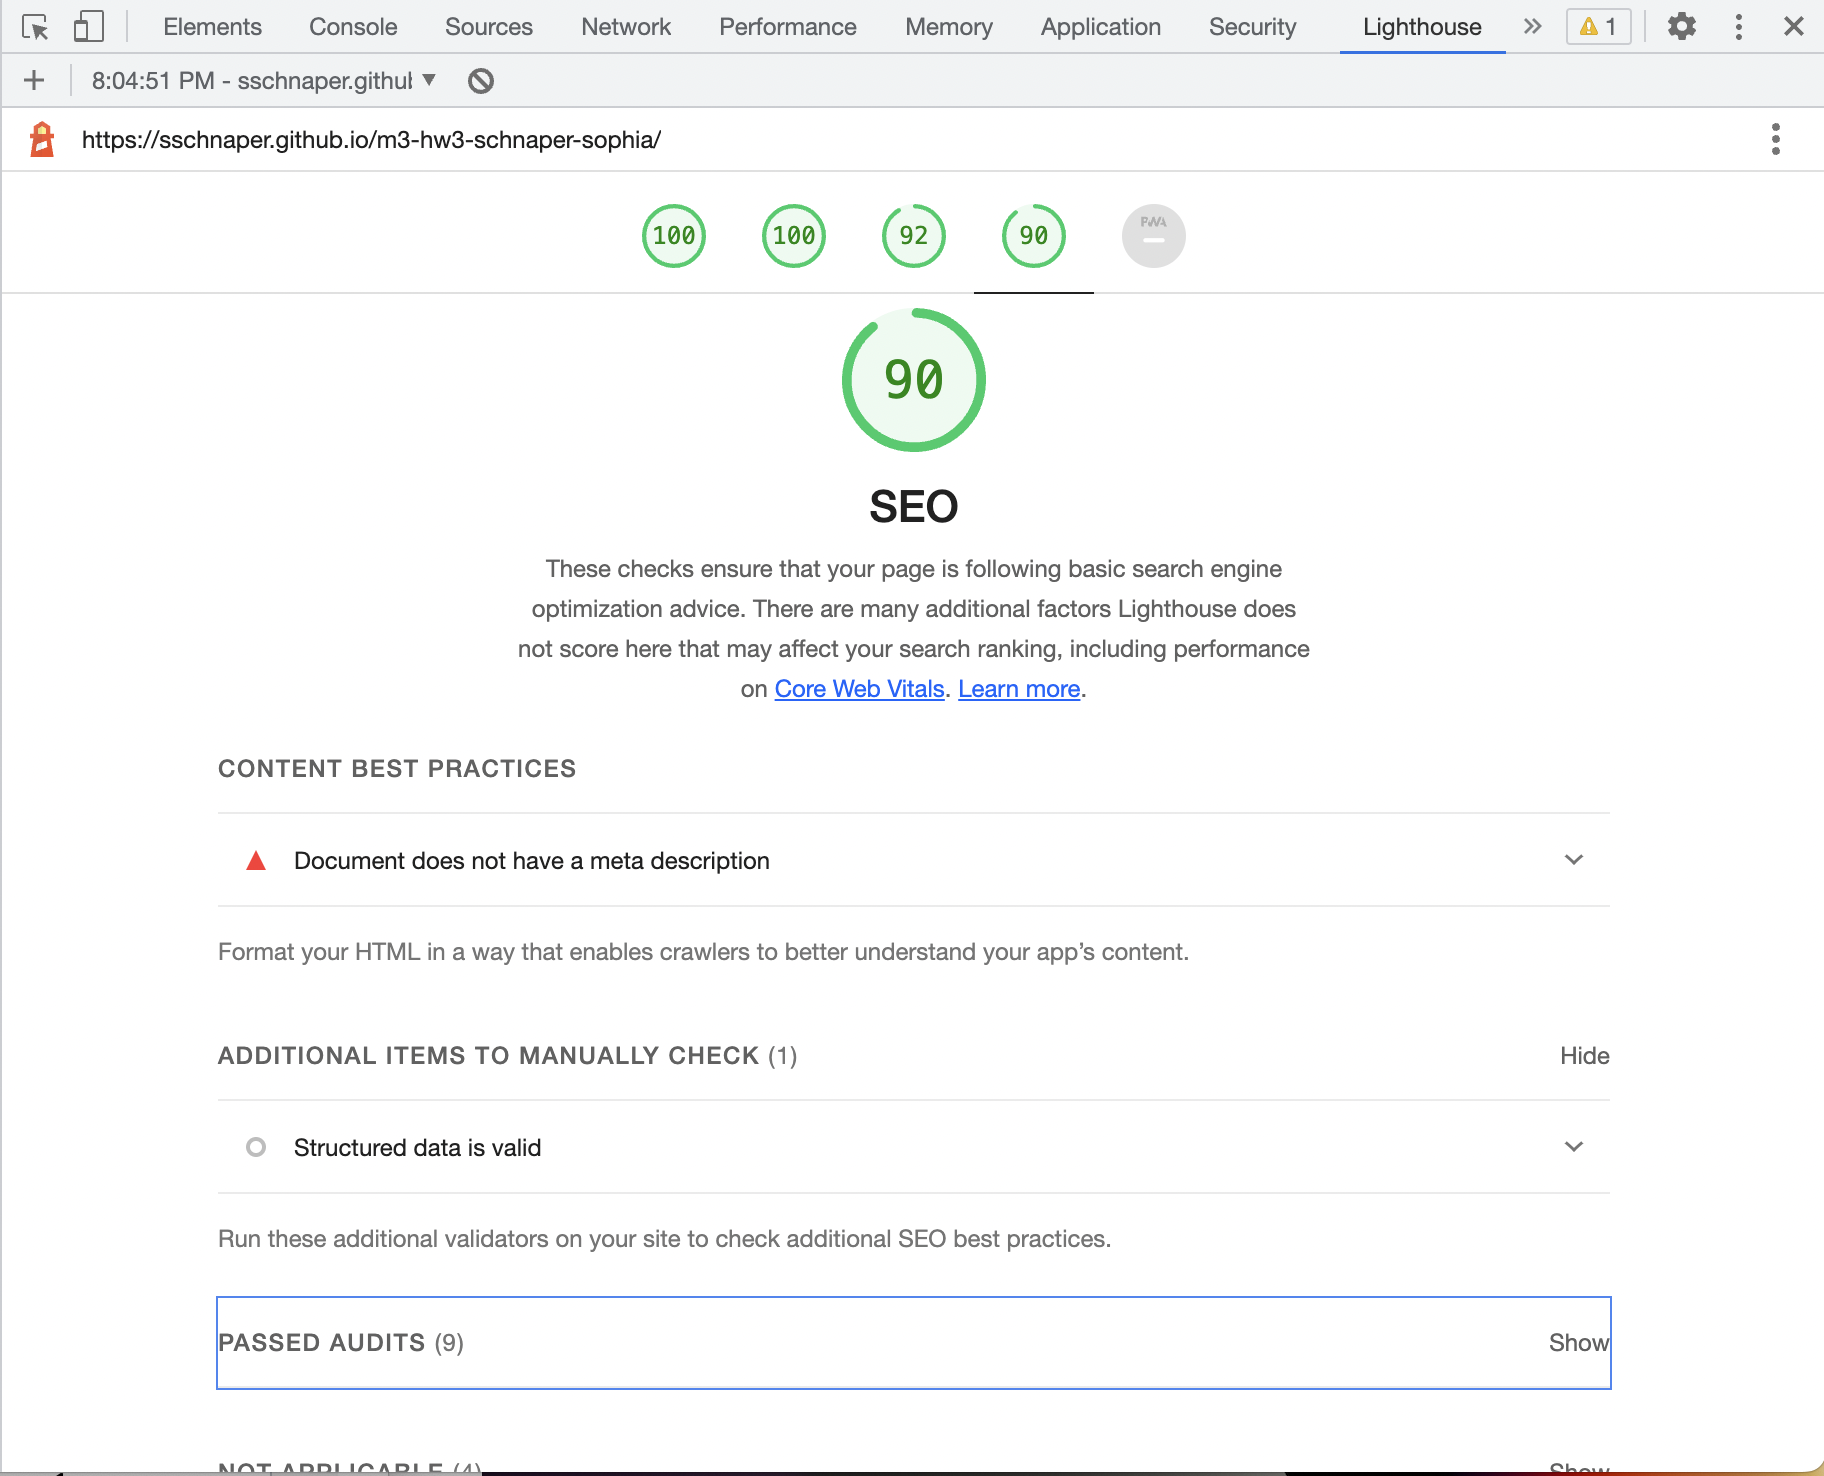 Elements Console Sources Network Performance Memory Application Security Lighthouse 1
8:04:51 PM - sschnaper.githul
https://sschnaper.github.io/m3-hw3-schnaper-sophia/
100 100 92 90 PWA
90
SEO
These checks ensure that your page is following basic search engine
optimization advice. There are many additional factors Lighthouse does
not score here that may affect your search ranking, including performance
on Core Web Vitals. Learn more.
CONTENT BEST PRACTICES
Document does not have a meta description
Format your HTML in a way that enables crawlers to better understand your app’s content.
ADDITIONAL ITEMS TO MANUALLY CHECK (1) Hide
Structured data is valid
Run these additional validators on your site to check additional SEO best practices.
PASSED AUDITS (9) Show
NOT APPLICABLE (4) Show